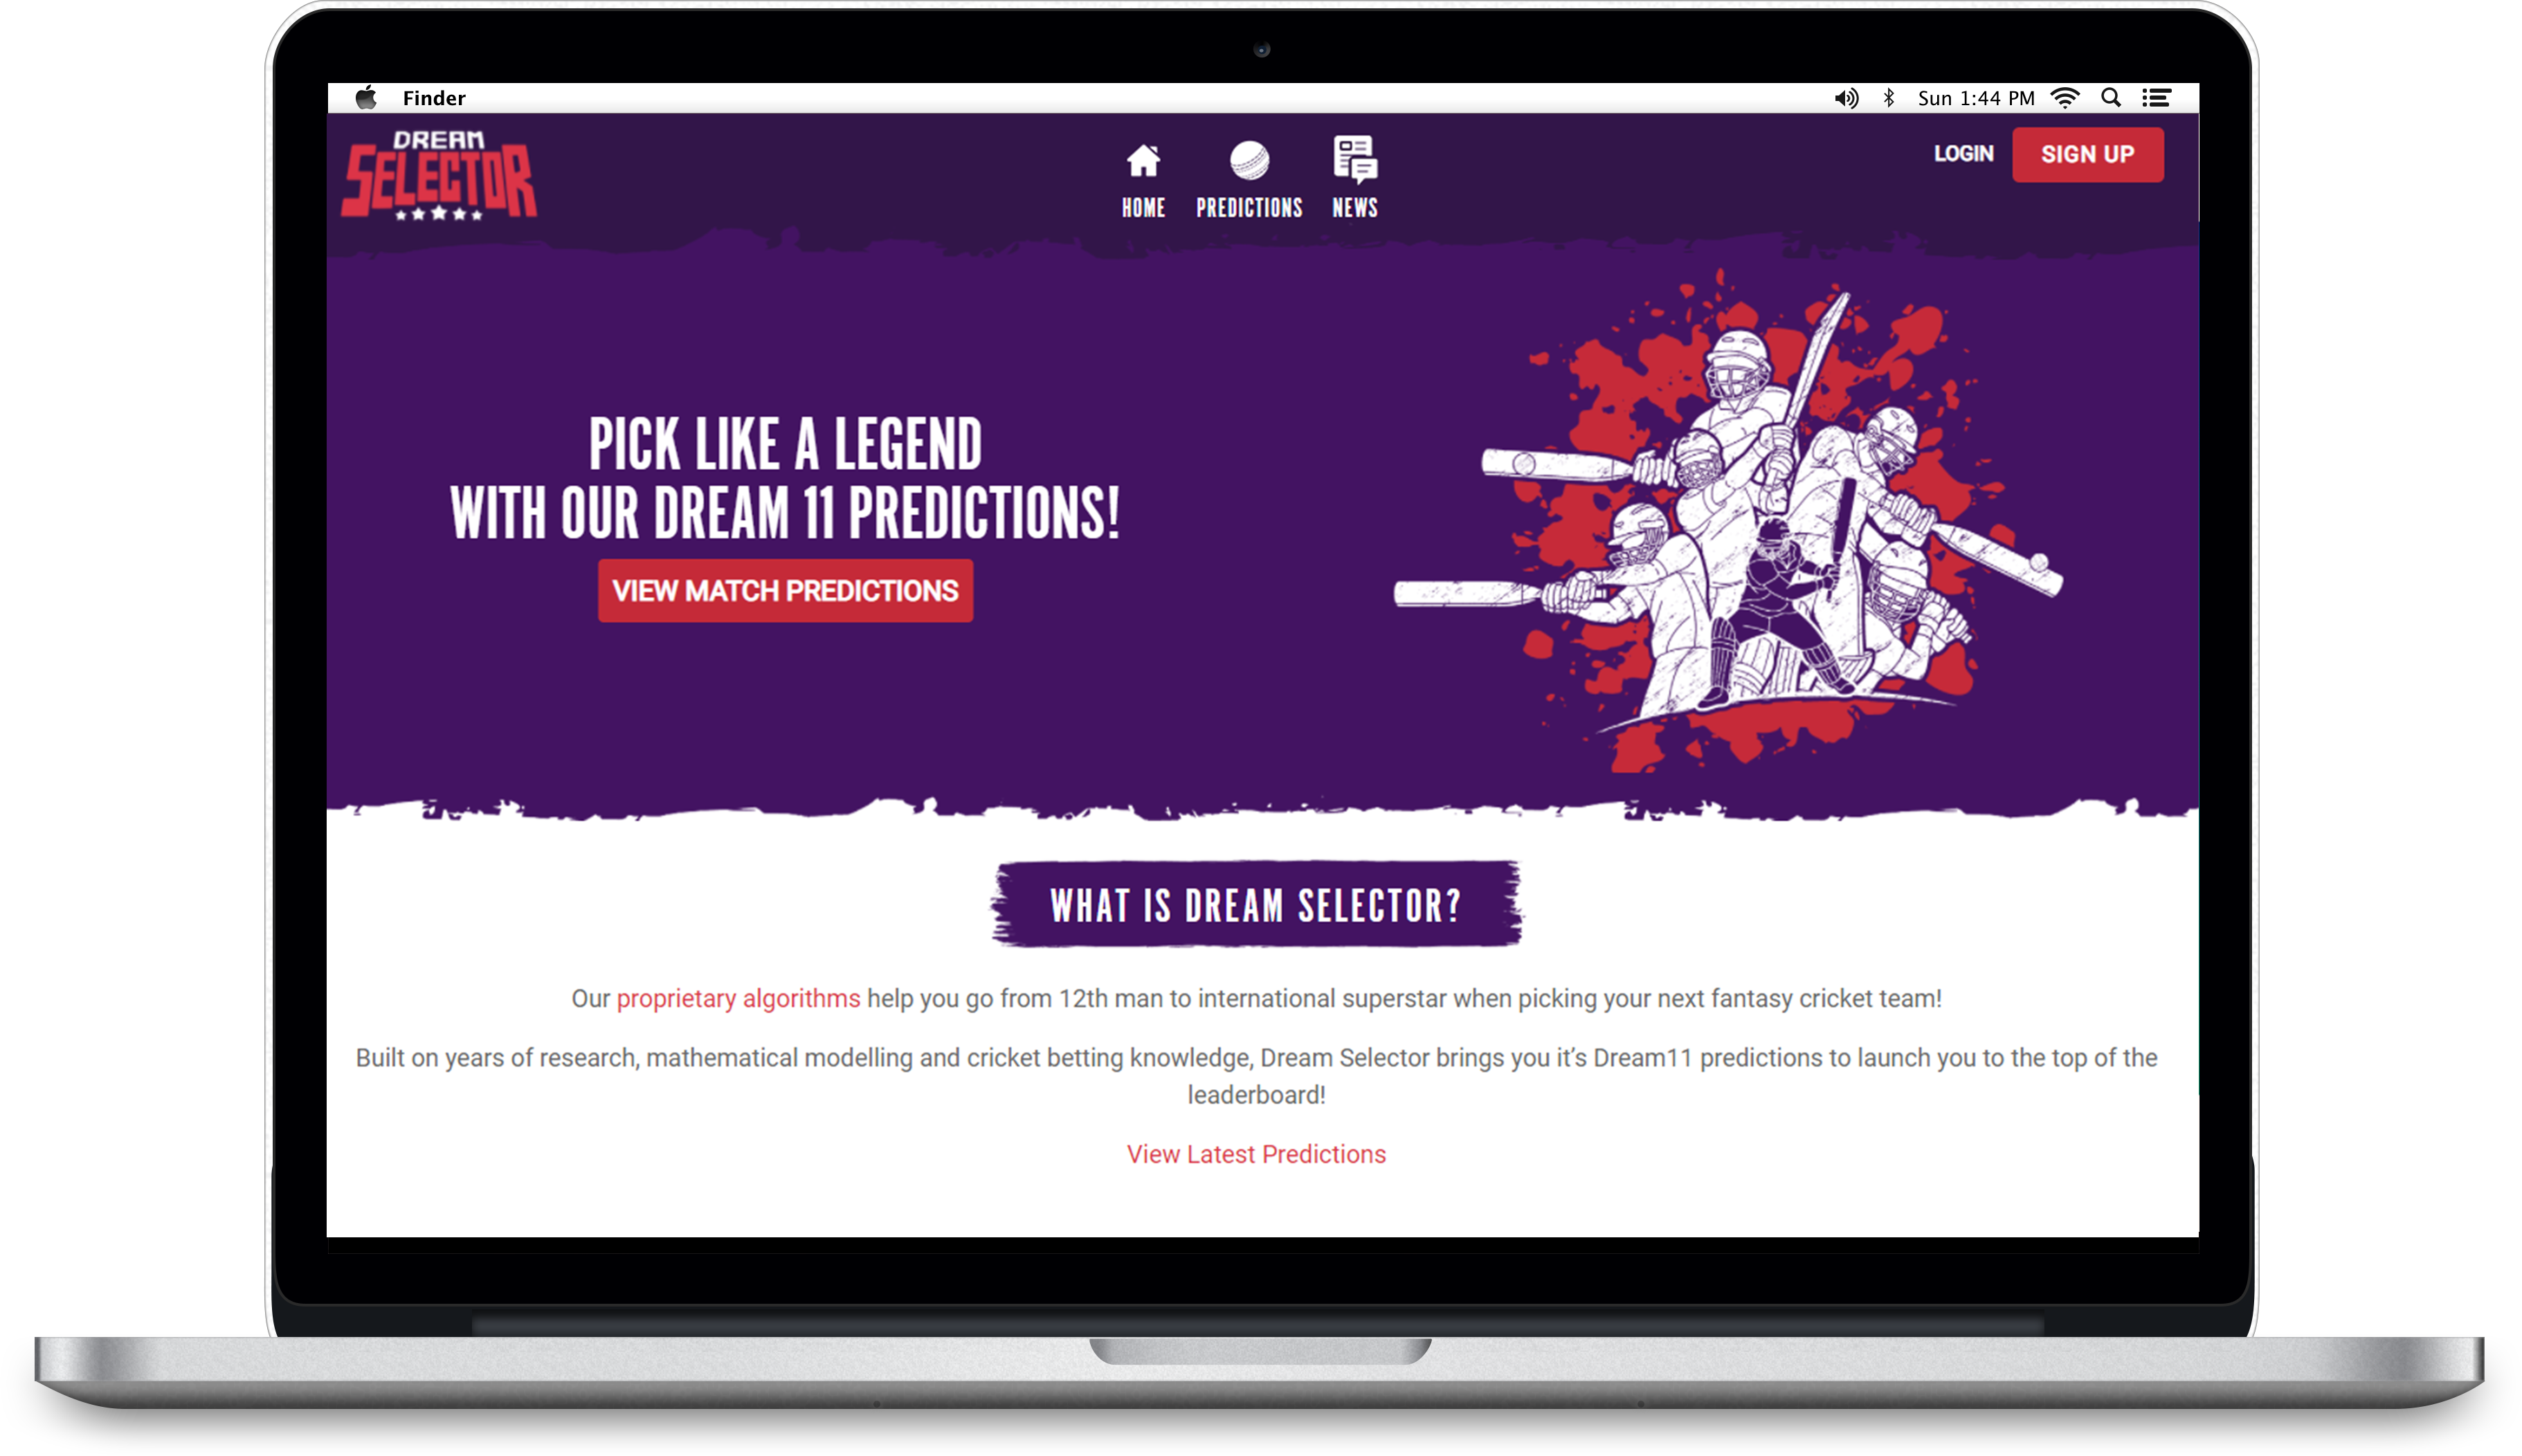 Finder
Sun 1:44 PM
DREAM
SELECTOR
HOME
PREDICTIONS
NEWS
LOGIN
SIGN UP
PICK LIKE A LEGEND
WITH OUR DREAM 11 PREDICTIONS!
VIEW MATCH PREDICTIONS
WHAT IS DREAM SELECTOR?
Our proprietary algorithms help you go from 12th man to international superstar when picking your next fantasy cricket team!
Built on years of research, mathematical modelling and cricket betting knowledge, Dream Selector brings you it’s Dream11 predictions to launch you to the top of the
leaderboard!
View Latest Predictions